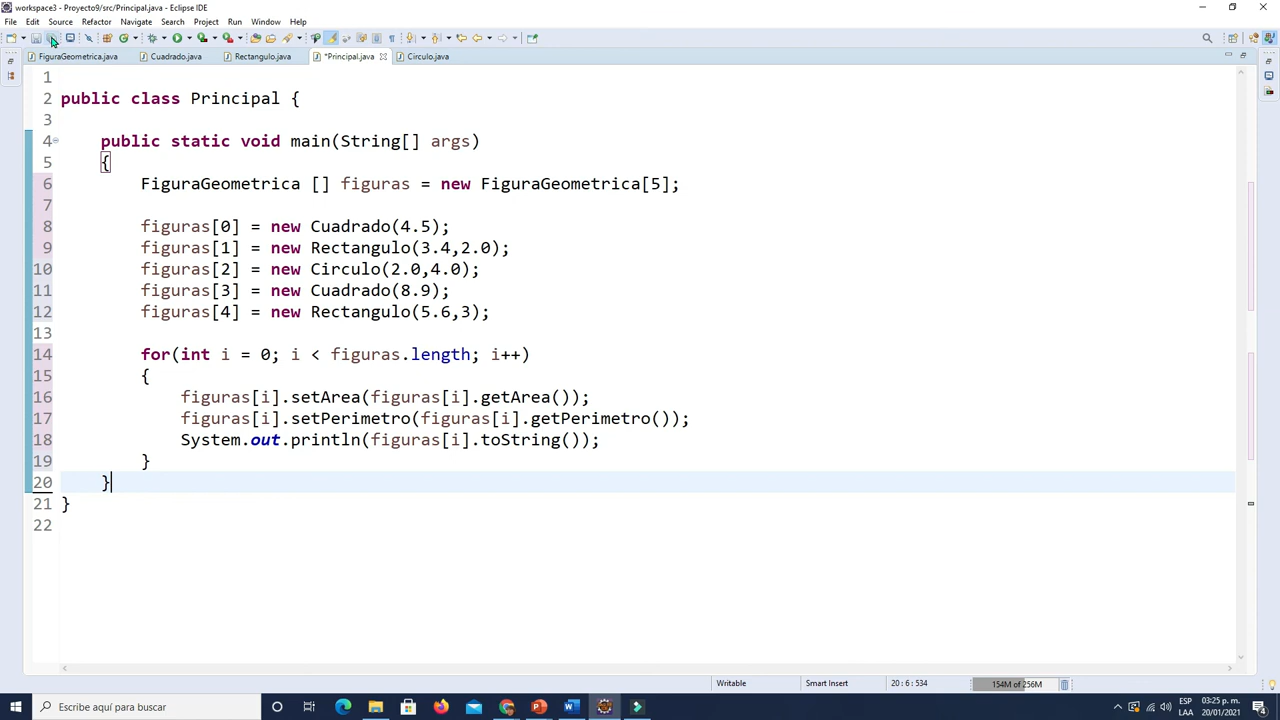 workspace3 - Proyecto9/src/Principal.java - Eclipse IDE
File Edit Source Refactor Navigate Search Project Run Window Help
FiguraGeometrica.java Cuadrado.java Rectangulo.java *Principal.java Circulo.java
1
2 public class Principal {
3
4 public static void main(String[] args)
5 {
6 FiguraGeometrica [] figuras = new FiguraGeometrica[5];
7
8 figuras[0] = new Cuadrado(4.5);
9 figuras[1] = new Rectangulo(3.4,2.0);
10 figuras[2] = new Circulo(2.0,4.0);
11 figuras[3] = new Cuadrado(8.9);
12 figuras[4] = new Rectangulo(5.6,3);
13
14 for(int i = 0; i < figuras.length; i++)
15 {
16 figuras[i].setArea(figuras[i].getArea());
17 figuras[i].setPerimetro(figuras[i].getPerimetro());
18 System.out.println(figuras[i].toString());
19 }
20 }
21 }
22
Writable Smart Insert 20 : 6 : 534 154M of 256M
Escribe aquí para buscar
ESP 03:25 p. m.
LAA 20/01/2021
4